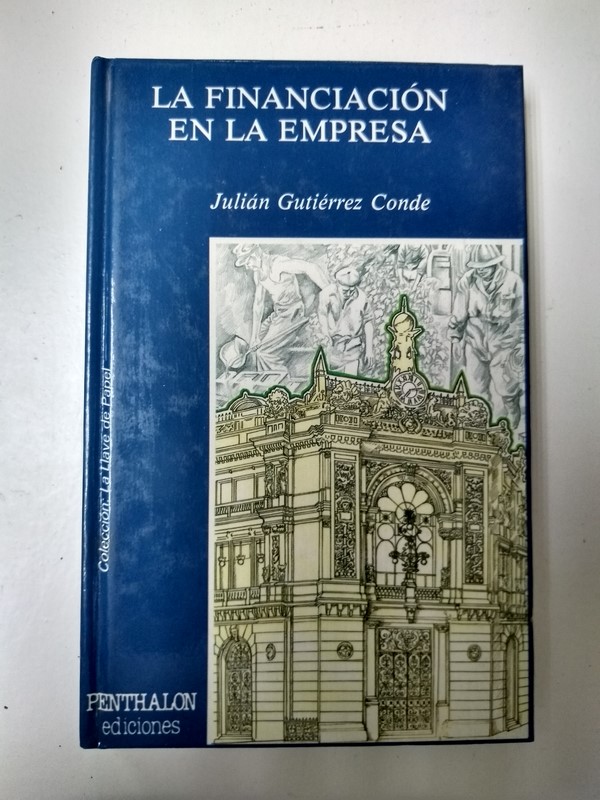 LA FINANCIACIÓN
EN LA EMPRESA
Julián Gutiérrez Conde
Colección: La Llave de Papel
PENTHALON
ediciones